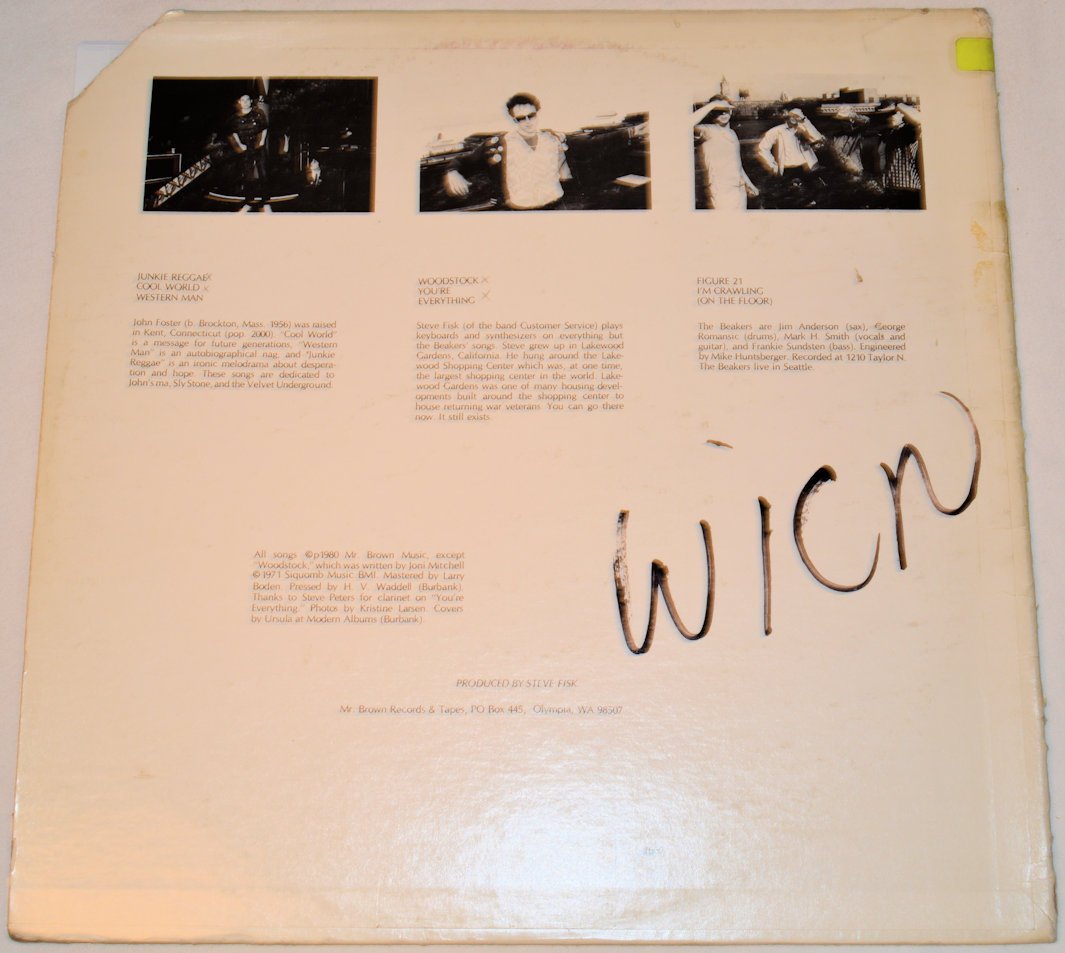 JUNKIE REGGAE
COOL WORLD
WESTERN MAN
John Foster (b. Brockton, Mass. 1956) was raised
in Kent, Connecticut (pop. 2000). "Cool World"
is a message for future generations, "Western
Man" is an autobiographical nag, and "Junkie
Reggae" is an ironic melodrama about despera-
tion and hope. These songs are dedicated to
John's ma, Sly Stone, and the Velvet Underground.
WOODSTOCK
YOU'RE
EVERYTHING
Steve Fisk (of the band Customer Service) plays
keyboards and synthesizers on everything but
the Beakers' songs. Steve grew up in Lakewood
Gardens, California. He hung around the Lake-
wood Shopping Center which was, at one time,
the largest shopping center in the world. Lake-
wood Gardens was one of many housing devel-
opments built around the shopping center to
house returning war veterans. You can go there
now. It still exists.
FIGURE 21
I'M CRAWLING
(ON THE FLOOR)
The Beakers are Jim Anderson (sax), George
Romansic (drums), Mark H. Smith (vocals and
guitar), and Frankie Sundsten (bass). Engineered
by Mike Huntsberger. Recorded at 1210 Taylor N.
The Beakers live in Seattle.
WICN
All songs ©p1980 Mr. Brown Music, except
"Woodstock," which was written by Joni Mitchell
©1971 Siquomb Music BMI. Mastered by Larry
Boden. Pressed by H. V. Waddell (Burbank).
Thanks to Steve Peters for clarinet on "You're
Everything." Photos by Kristine Larsen. Covers
by Ursula at Modern Albums (Burbank).
PRODUCED BY STEVE FISK
Mr. Brown Records & Tapes, PO Box 445, Olympia, WA 98507